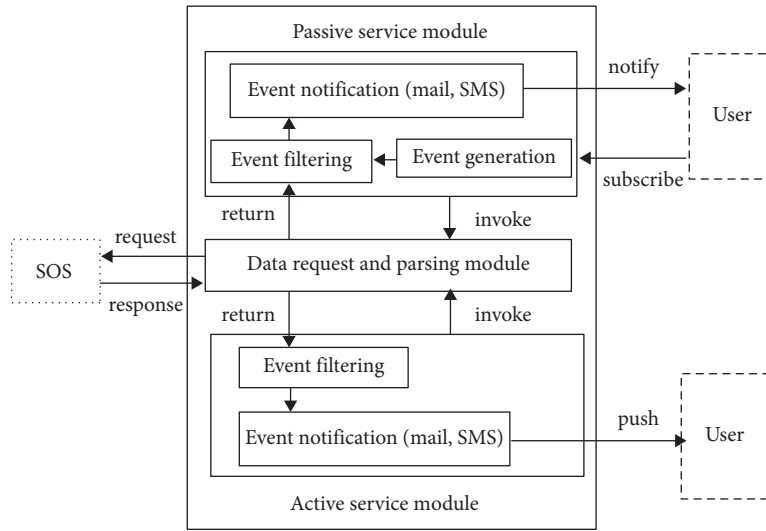 Passive service module
Event notification (mail, SMS)
notify
User
Event filtering
Event generation
subscribe
return
invoke
request
SOS
Data request and parsing module
response
return
invoke
Event filtering
Event notification (mail, SMS)
push
User
Active service module